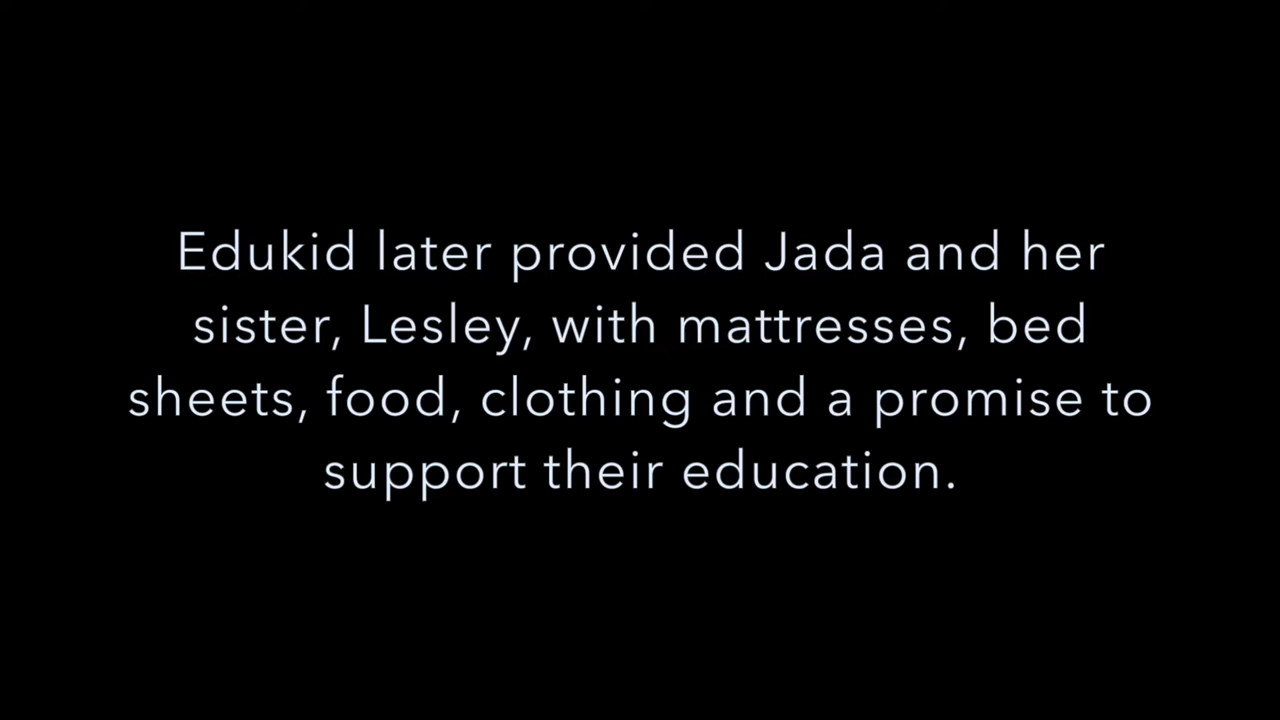 Edukid later provided Jada and her
sister, Lesley, with mattresses, bed
sheets, food, clothing and a promise to
support their education.